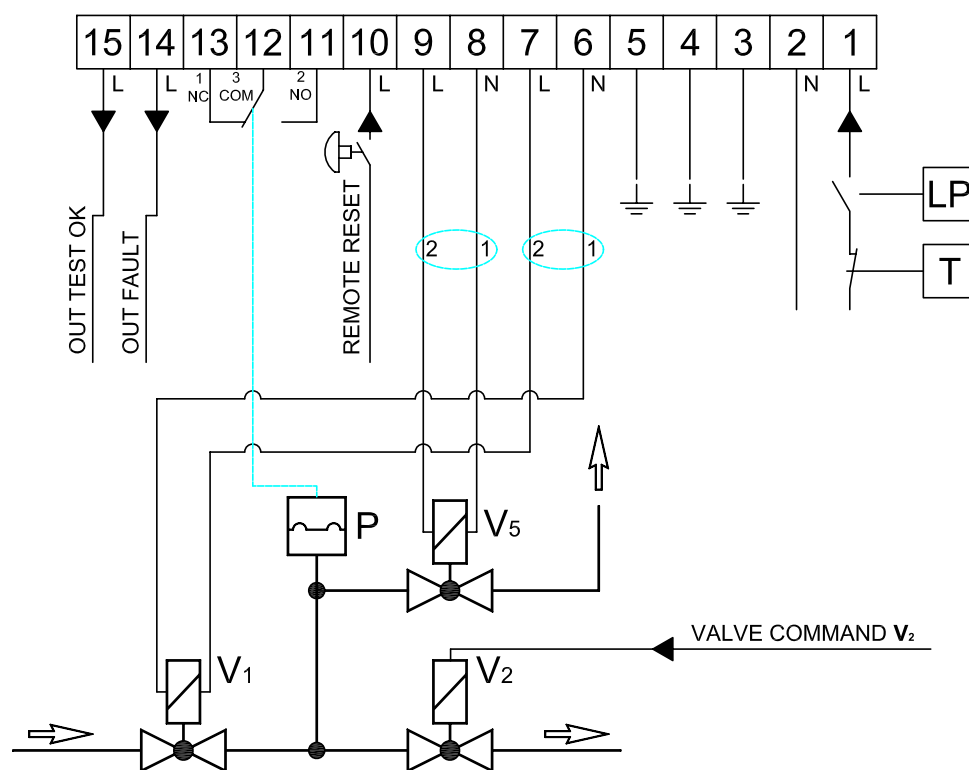 15 14 13 12 11 10 9 8 7 6 5 4 3 2 1
L L 1 3 2 L L N L N N L
NC COM NO
OUT TEST OK
OUT FAULT
REMOTE RESET
2 1 2 1
LP
T
P
V5
VALVE COMMAND V2
V1
V2